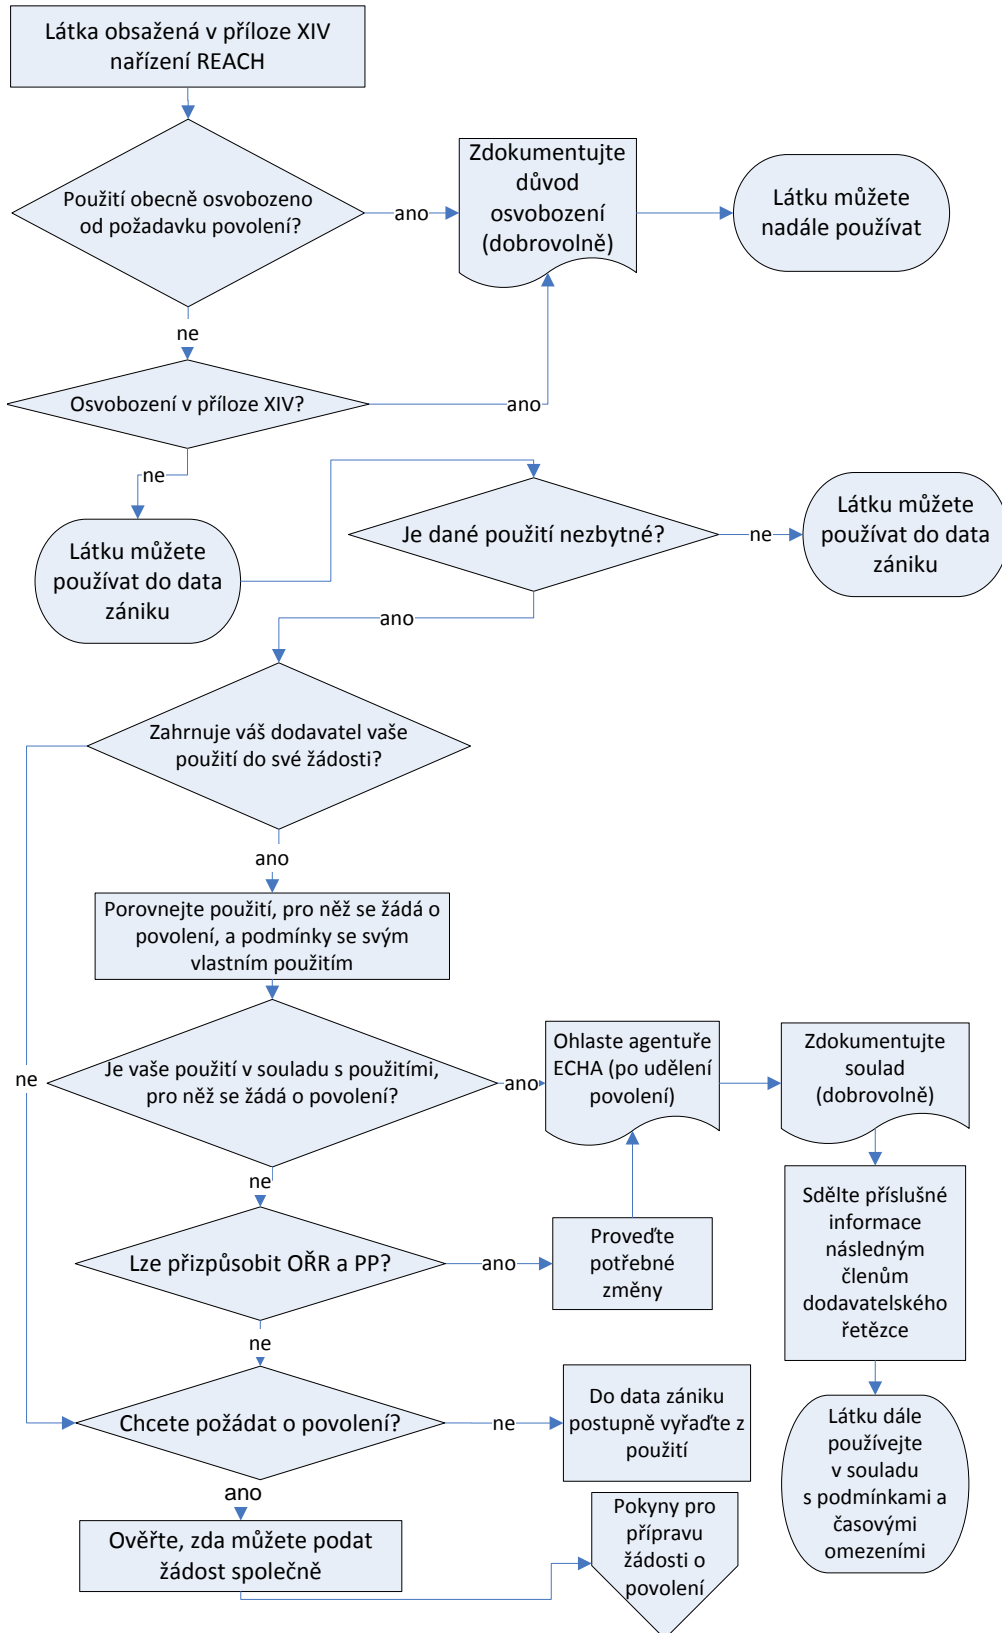 Látka obsažená v příloze XIV
nařízení REACH
Použití obecně osvobozeno
od požadavku povolení?
ano
Zdokumentujte
důvod
osvobození
(dobrovolně)
Látku můžete
nadále používat
ne
Osvobození v příloze XIV?
ano
ne
Látku můžete
používat do data
zániku
Je dané použití nezbytné?
ne
Látku můžete
používat do data
zániku
ano
Zahrnuje váš dodavatel vaše
použití do své žádosti?
ne
ano
Porovnejte použití, pro něž se žádá o
povolení, a podmínky se svým
vlastním použitím
Je vaše použití v souladu s použitími,
pro něž se žádá o povolení?
ano
Ohlaste agentuře
ECHA (po udělení
povolení)
Zdokumentujte
soulad
(dobrovolně)
ne
Lze přizpůsobit OŘR a PP?
ano
Proveďte
potřebné
změny
Sdělte příslušné
informace
následným
členům
dodavatelského
řetězce
ne
Chcete požádat o povolení?
ne
Do data zániku
postupně vyřaďte z
použití
Látku dále
používejte
v souladu
s podmínkami a
časovými
omezeními
ano
Ověřte, zda můžete podat
žádost společně
Pokyny pro
přípravu
žádosti o
povolení